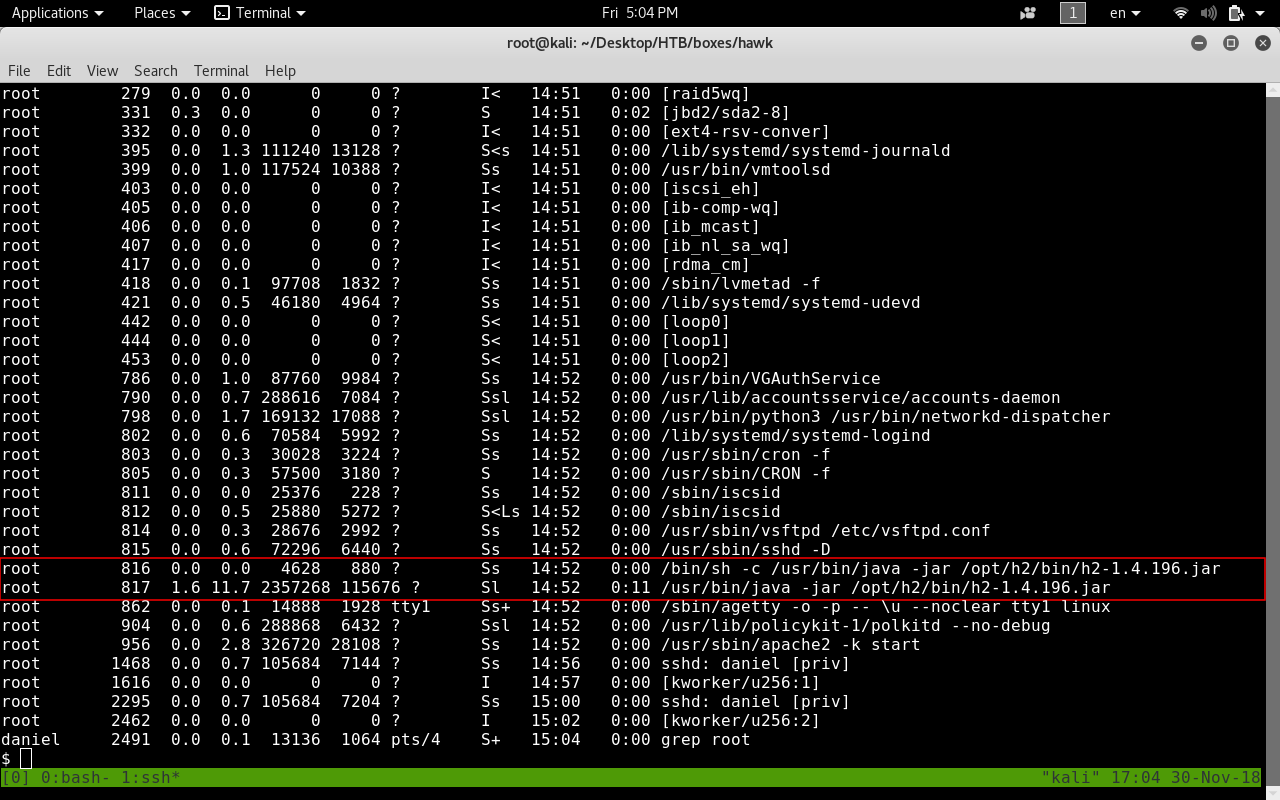 Applications Places Terminal Fri 5:04 PM 1 en
root@kali: ~/Desktop/HTB/boxes/hawk
File Edit View Search Terminal Help
root 279 0.0 0.0 0 0 ? I< 14:51 0:00 [raid5wq]
root 331 0.3 0.0 0 0 ? S 14:51 0:02 [jbd2/sda2-8]
root 332 0.0 0.0 0 0 ? I< 14:51 0:00 [ext4-rsv-conver]
root 395 0.0 1.3 111240 13128 ? S<s 14:51 0:00 /lib/systemd/systemd-journald
root 399 0.0 1.0 117524 10388 ? Ss 14:51 0:00 /usr/bin/vmtoolsd
root 403 0.0 0.0 0 0 ? I< 14:51 0:00 [iscsi_eh]
root 405 0.0 0.0 0 0 ? I< 14:51 0:00 [ib-comp-wq]
root 406 0.0 0.0 0 0 ? I< 14:51 0:00 [ib_mcast]
root 407 0.0 0.0 0 0 ? I< 14:51 0:00 [ib_nl_sa_wq]
root 417 0.0 0.0 0 0 ? I< 14:51 0:00 [rdma_cm]
root 418 0.0 0.1 97708 1832 ? Ss 14:51 0:00 /sbin/lvmetad -f
root 421 0.0 0.5 46180 4964 ? Ss 14:51 0:00 /lib/systemd/systemd-udevd
root 442 0.0 0.0 0 0 ? S< 14:51 0:00 [loop0]
root 444 0.0 0.0 0 0 ? S< 14:51 0:00 [loop1]
root 453 0.0 0.0 0 0 ? S< 14:51 0:00 [loop2]
root 786 0.0 1.0 87760 9984 ? Ss 14:52 0:00 /usr/bin/VGAuthService
root 790 0.0 0.7 288616 7084 ? Ssl 14:52 0:00 /usr/lib/accountsservice/accounts-daemon
root 798 0.0 1.7 169132 17088 ? Ssl 14:52 0:00 /usr/bin/python3 /usr/bin/networkd-dispatcher
root 802 0.0 0.6 70584 5992 ? Ss 14:52 0:00 /lib/systemd/systemd-logind
root 803 0.0 0.3 30028 3224 ? Ss 14:52 0:00 /usr/sbin/cron -f
root 805 0.0 0.3 57500 3180 ? S 14:52 0:00 /usr/sbin/CRON -f
root 811 0.0 0.0 25376 228 ? Ss 14:52 0:00 /sbin/iscsid
root 812 0.0 0.5 25880 5272 ? S<Ls 14:52 0:00 /sbin/iscsid
root 814 0.0 0.3 28676 2992 ? Ss 14:52 0:00 /usr/sbin/vsftpd /etc/vsftpd.conf
root 815 0.0 0.6 72296 6440 ? Ss 14:52 0:00 /usr/sbin/sshd -D
root 816 0.0 0.0 4628 880 ? Ss 14:52 0:00 /bin/sh -c /usr/bin/java -jar /opt/h2/bin/h2-1.4.196.jar
root 817 1.6 11.7 2357268 115676 ? Sl 14:52 0:11 /usr/bin/java -jar /opt/h2/bin/h2-1.4.196.jar
root 862 0.0 0.1 14888 1928 tty1 Ss+ 14:52 0:00 /sbin/agetty -o -p -- \u --noclear tty1 linux
root 904 0.0 0.6 288868 6432 ? Ssl 14:52 0:00 /usr/lib/policykit-1/polkitd --no-debug
root 956 0.0 2.8 326720 28108 ? Ss 14:52 0:00 /usr/sbin/apache2 -k start
root 1468 0.0 0.7 105684 7144 ? Ss 14:56 0:00 sshd: daniel [priv]
root 1616 0.0 0.0 0 0 ? I 14:57 0:00 [kworker/u256:1]
root 2295 0.0 0.7 105684 7204 ? Ss 15:00 0:00 sshd: daniel [priv]
root 2462 0.0 0.0 0 0 ? I 15:02 0:00 [kworker/u256:2]
daniel 2491 0.0 0.1 13136 1064 pts/4 S+ 15:04 0:00 grep root
$
[0] 0:bash- 1:ssh* "kali" 17:04 30-Nov-18